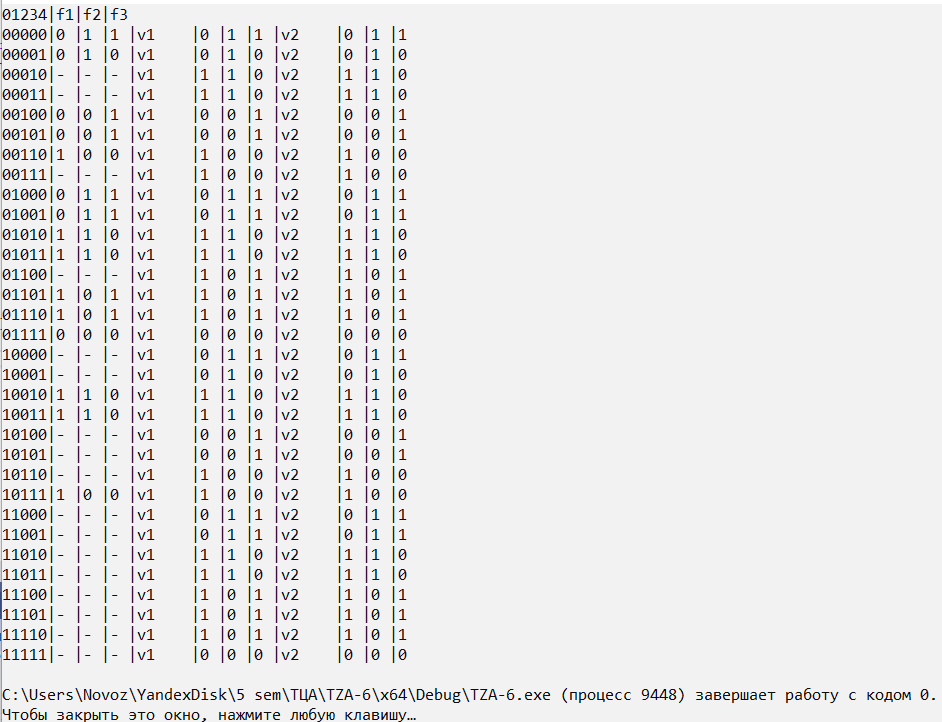 01234|f1|f2|f3
00000|0 |1 |1 |v1    |0 |1 |1 |v2    |0 |1 |1
00001|0 |1 |0 |v1    |0 |1 |0 |v2    |0 |1 |0
00010|- |- |- |v1    |1 |1 |0 |v2    |1 |1 |0
00011|- |- |- |v1    |1 |1 |0 |v2    |1 |1 |0
00100|0 |0 |1 |v1    |0 |0 |1 |v2    |0 |0 |1
00101|0 |0 |1 |v1    |0 |0 |1 |v2    |0 |0 |1
00110|1 |0 |0 |v1    |1 |0 |0 |v2    |1 |0 |0
00111|- |- |- |v1    |1 |0 |0 |v2    |1 |0 |0
01000|0 |1 |1 |v1    |0 |1 |1 |v2    |0 |1 |1
01001|0 |1 |1 |v1    |0 |1 |1 |v2    |0 |1 |1
01010|1 |1 |0 |v1    |1 |1 |0 |v2    |1 |1 |0
01011|1 |1 |0 |v1    |1 |1 |0 |v2    |1 |1 |0
01100|- |- |- |v1    |1 |0 |1 |v2    |1 |0 |1
01101|1 |0 |1 |v1    |1 |0 |1 |v2    |1 |0 |1
01110|1 |0 |1 |v1    |1 |0 |1 |v2    |1 |0 |1
01111|0 |0 |0 |v1    |0 |0 |0 |v2    |0 |0 |0
10000|- |- |- |v1    |0 |1 |1 |v2    |0 |1 |1
10001|- |- |- |v1    |0 |1 |0 |v2    |0 |1 |0
10010|1 |1 |0 |v1    |1 |1 |0 |v2    |1 |1 |0
10011|1 |1 |0 |v1    |1 |1 |0 |v2    |1 |1 |0
10100|- |- |- |v1    |0 |0 |1 |v2    |0 |0 |1
10101|- |- |- |v1    |0 |0 |1 |v2    |0 |0 |1
10110|- |- |- |v1    |1 |0 |0 |v2    |1 |0 |0
10111|1 |0 |0 |v1    |1 |0 |0 |v2    |1 |0 |0
11000|- |- |- |v1    |0 |1 |1 |v2    |0 |1 |1
11001|- |- |- |v1    |0 |1 |1 |v2    |0 |1 |1
11010|- |- |- |v1    |1 |1 |0 |v2    |1 |1 |0
11011|- |- |- |v1    |1 |1 |0 |v2    |1 |1 |0
11100|- |- |- |v1    |1 |0 |1 |v2    |1 |0 |1
11101|- |- |- |v1    |1 |0 |1 |v2    |1 |0 |1
11110|- |- |- |v1    |1 |0 |1 |v2    |1 |0 |1
11111|- |- |- |v1    |0 |0 |0 |v2    |0 |0 |0
C:\Users\Novoz\YandexDisk\5 sem\ТЦА\TZA-6\x64\Debug\TZA-6.exe (процесс 9448) завершает работу с кодом 0.
Чтобы закрыть это окно, нажмите любую клавишу…